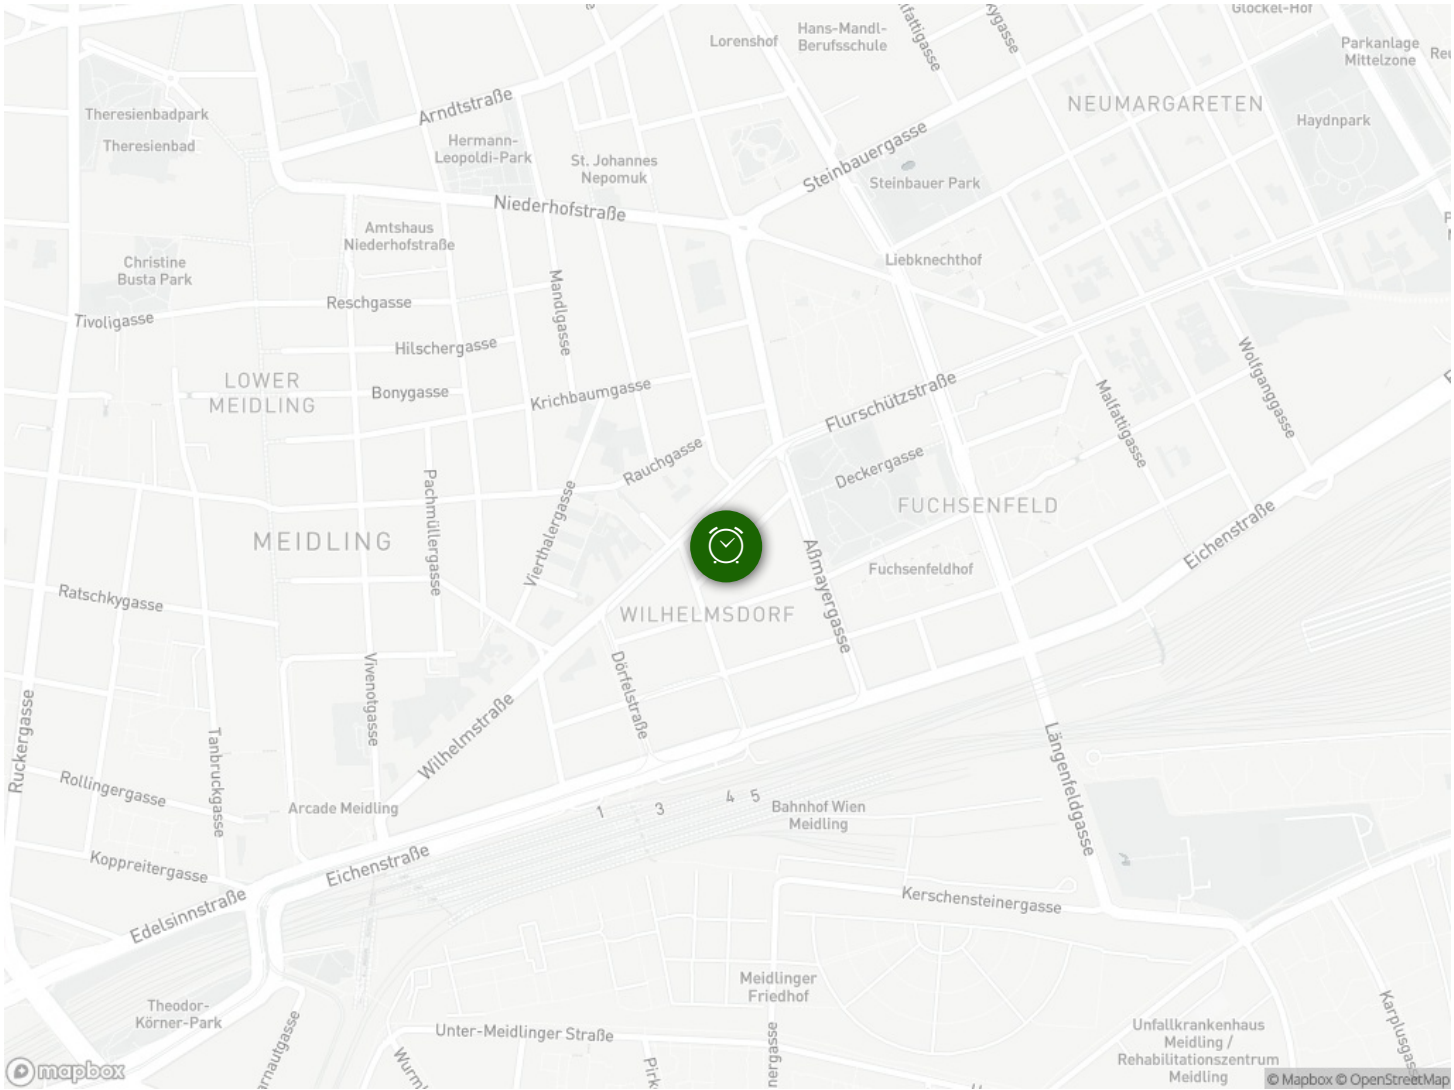 Glöckel-Hof
Hans-Mandl-
Berufsschule
Lorenshof
Parkanlage
Mittelzone
Arndtstraße
NEUMARGARETEN
Theresienbadpark
Haydnpark
Theresienbad
Hermann-
Leopoldi-Park
St. Johannes
Nepomuk
Steinbauergasse
Steinbauer Park
Niederhofstraße
Amtshaus
Niederhofstraße
Christine
Busta Park
Liebknechthof
Reschgasse
Mandlgasse
Tivoligasse
Hilschergasse
Wolfganggasse
LOWER
MEIDLING
Bonygasse
Krichbaumgasse
Flurschützstraße
Malfattigasse
Rauchgasse
Deckergasse
Pachmüllergasse
Vierthalergasse
FUCHSENFELD
MEIDLING
Eichenstraße
Aßmayergasse
Fuchsenfeldhof
Ratschkygasse
WILHELMSDORF
Vivenotgasse
Dörfelstraße
Ruckergasse
Wilhelmstraße
Tanbruckgasse
Längenfeldgasse
Rollingergasse
Arcade Meidling
1
3
4
5
Bahnhof Wien
Meidling
Koppreitergasse
Eichenstraße
Edelsinnstraße
Kerschensteinergasse
Meidlinger
Friedhof
Theodor-
Körner-Park
Unter-Meidlinger Straße
Unfallkrankenhaus
Meidling /
Rehabilitationszentrum
Meidling
mapbox
© Mapbox © OpenStreetMap